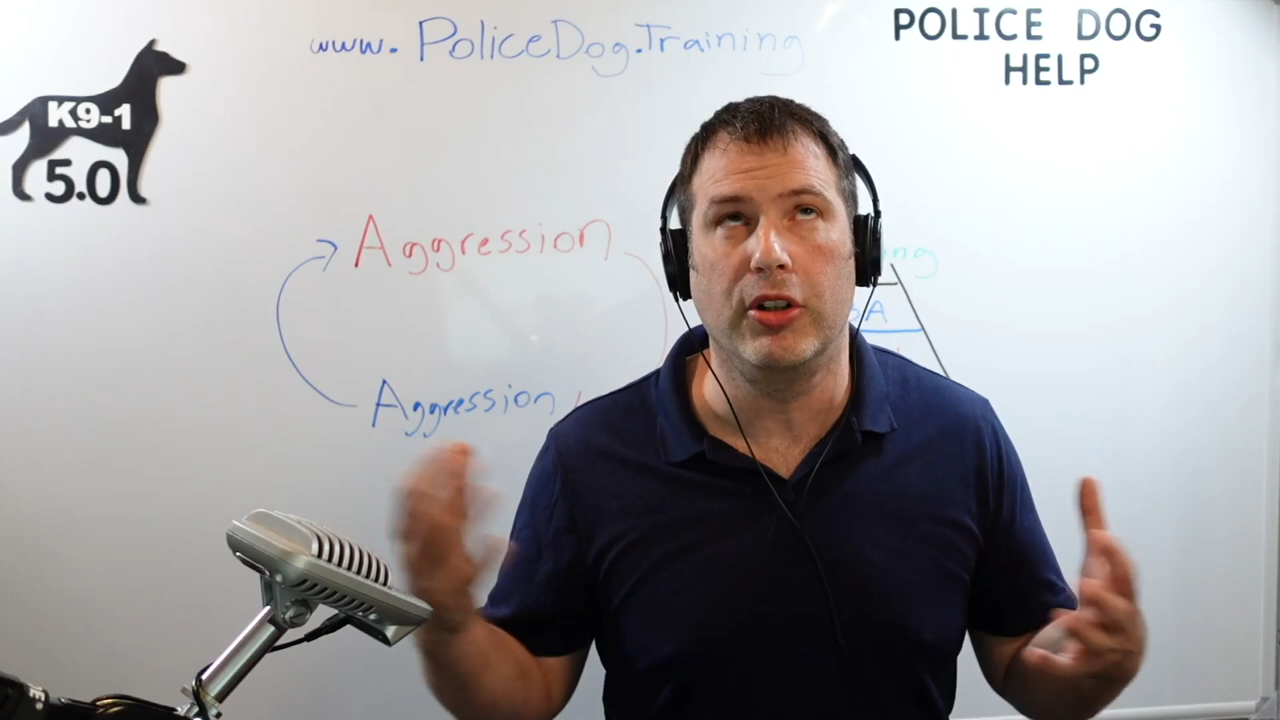 www.PoliceDog.Training
POLICE DOG
HELP
K9-1
5.0
Aggression
Aggression